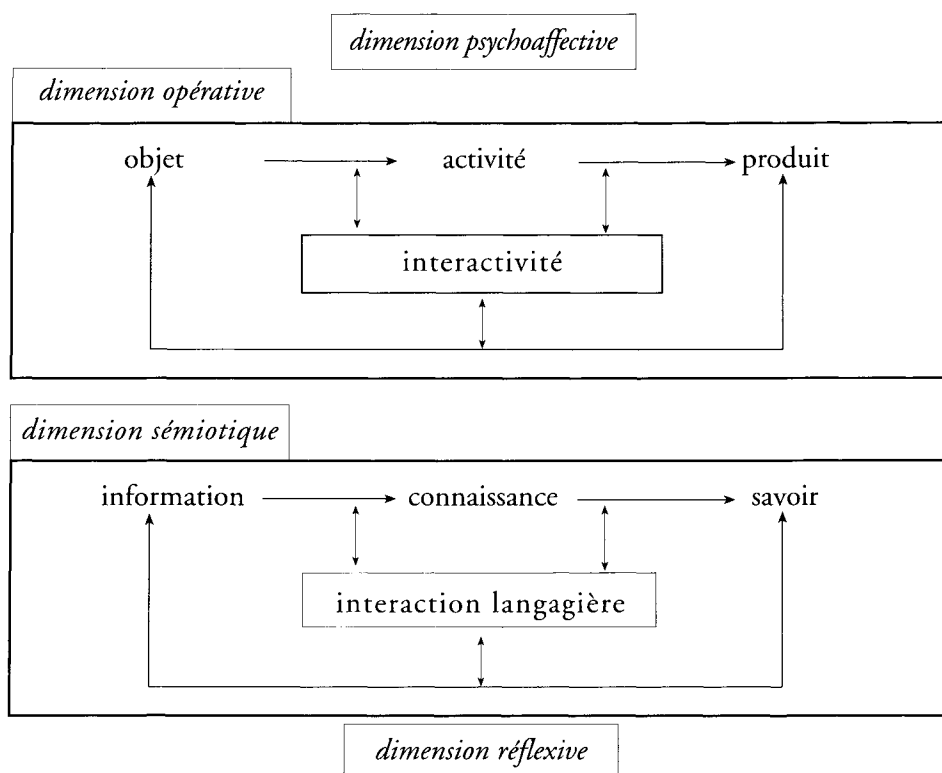 dimension psychoaffective
dimension opérative
objet activité produit
interactivité
dimension sémiotique
information connaissance savoir
interaction langagière
dimension réflexive